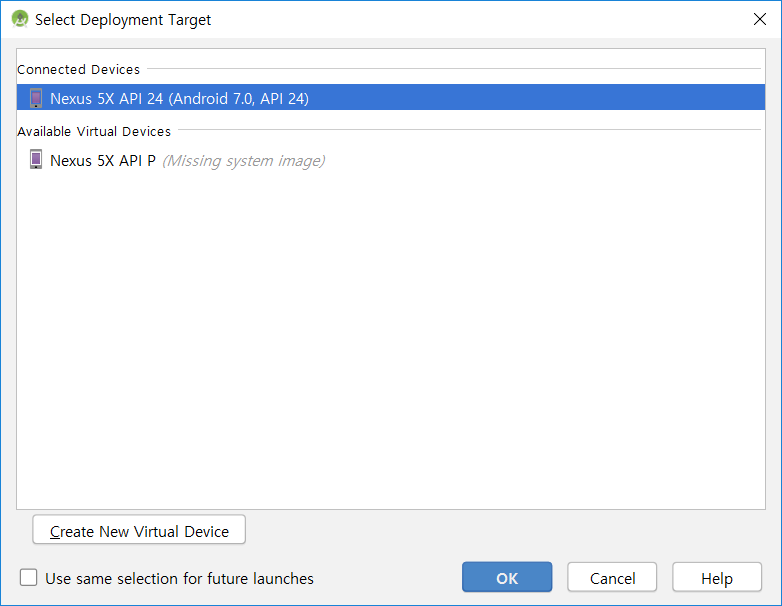 Select Deployment Target
Connected Devices
Nexus 5X API 24 (Android 7.0, API 24)
Available Virtual Devices
Nexus 5X API P (Missing system image)
Create New Virtual Device
Use same selection for future launches
OK
Cancel
Help